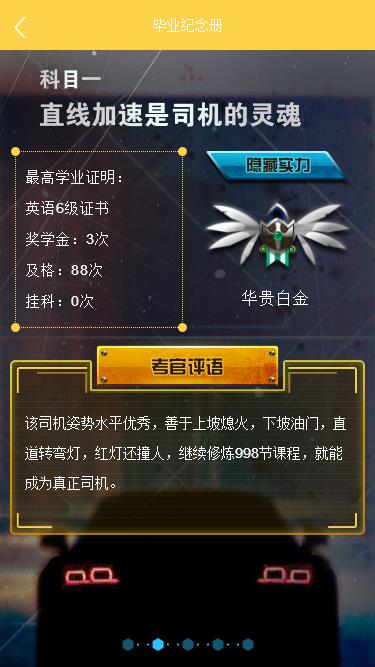 毕业纪念册
科目一
直线加速是司机的灵魂
最高学业证明：
英语6级证书
奖学金：3次
及格：88次
挂科：0次
隐藏实力
华贵白金
考官评语
该司机姿势水平优秀，善于上坡熄火，下坡油门，直
道转弯灯，红灯还撞人，继续修炼998节课程，就能
成为真正司机。